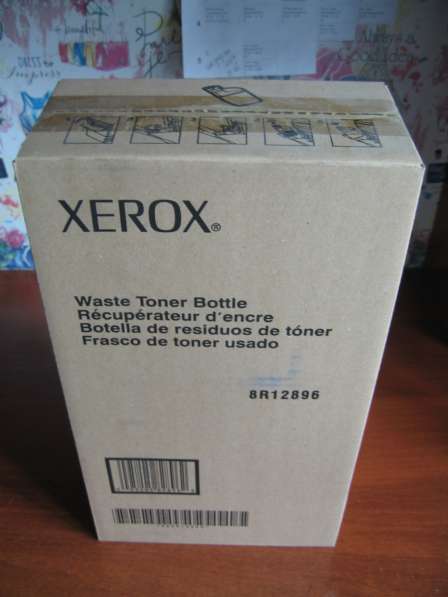 XEROX®
Waste Toner Bottle
Récupérateur d'encre
Botella de residuos de tóner
Frasco de toner usado
8R12896